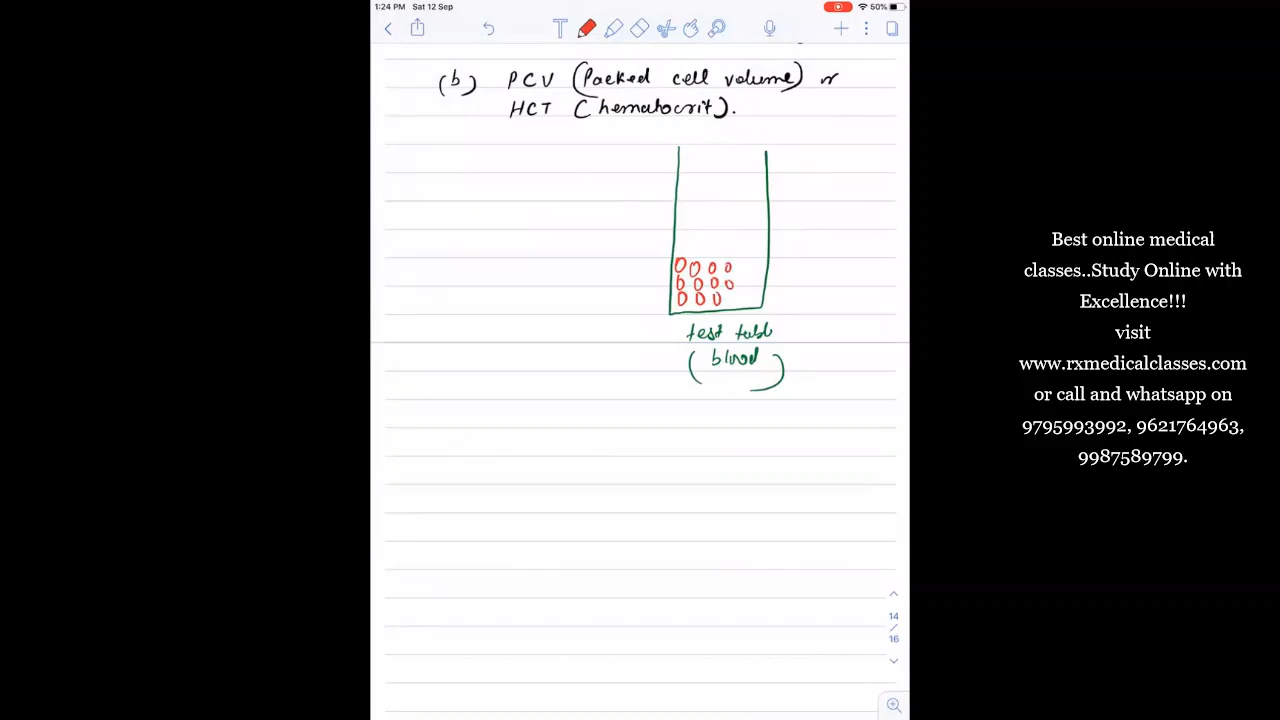 1:24 PM Sat 12 Sep
50%
(b) PCV (Packed cell volume) or
HCT (hematocrit).
test tube
(blood)
14
/
16
Best online medical
classes..Study Online with
Excellence!!!
visit
www.rxmedicalclasses.com
or call and whatsapp on
9795993992, 9621764963,
9987589799.